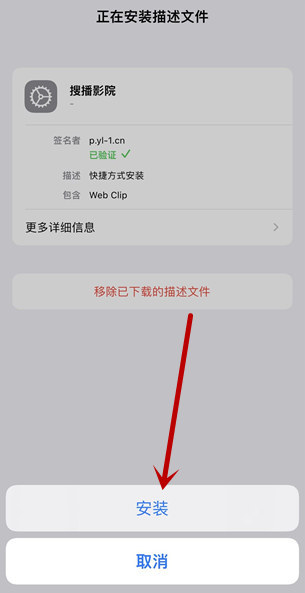 正在安装描述文件
搜播影院
-
签名者 p.yl-1.cn
已验证
描述 快捷方式安装
包含 Web Clip
更多详细信息
移除已下载的描述文件
安装
取消